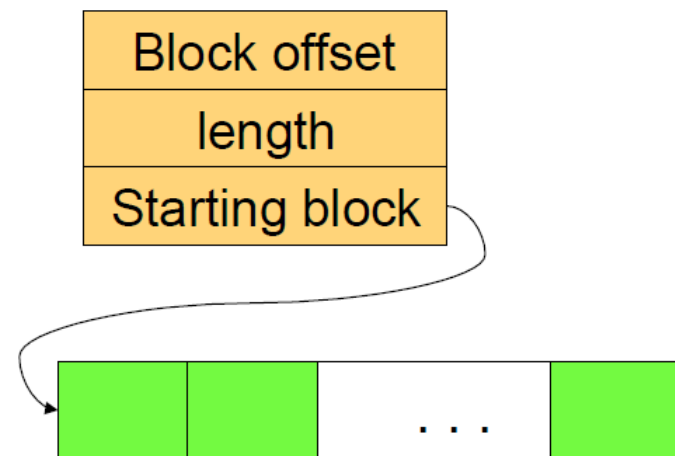 Block offset
length
Starting block
. . .